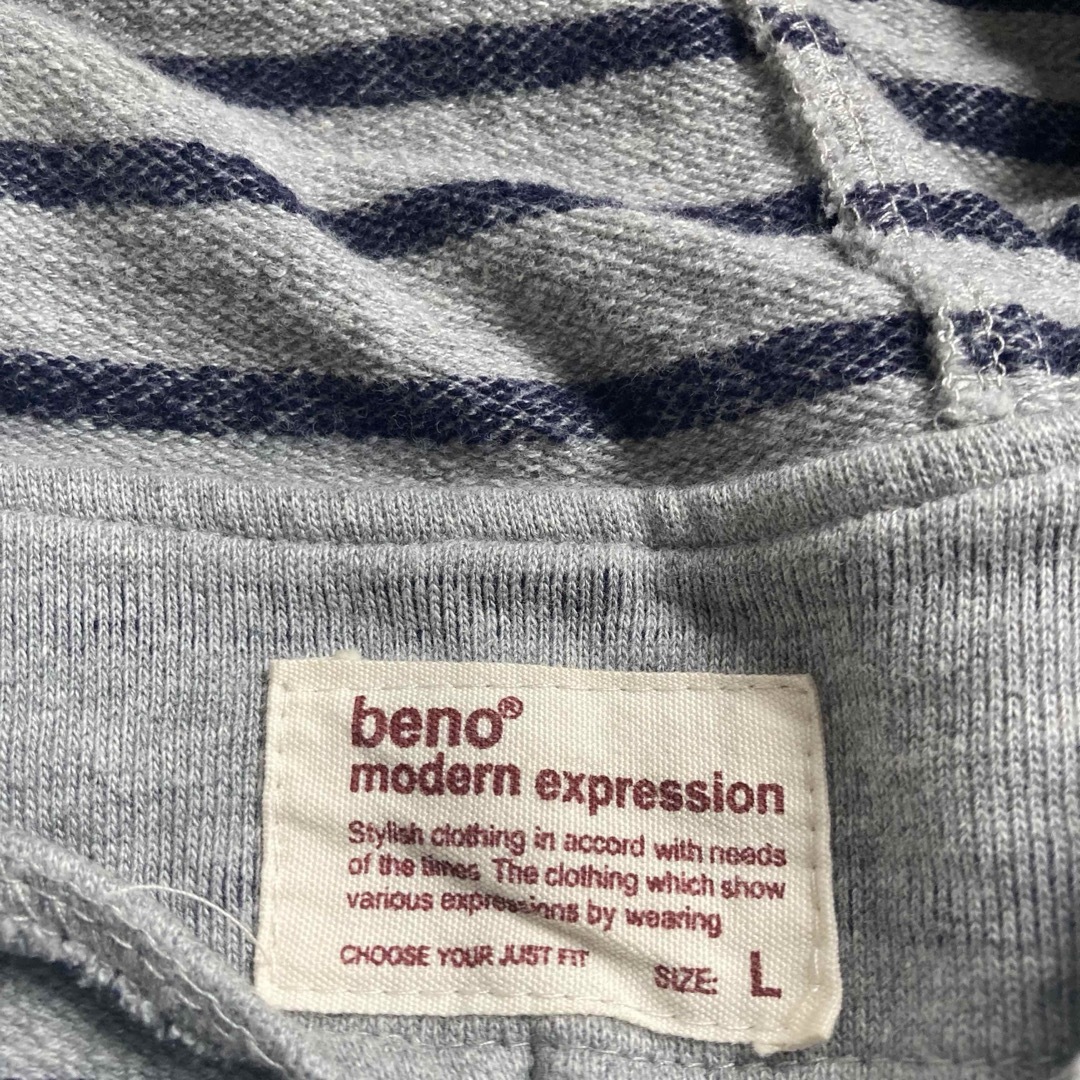 beno®
modern expression
Stylish clothing in accord with needs
of the times The clothing which show
various expressions by wearing
CHOOSE YOUR JUST FIT
SIZE: L